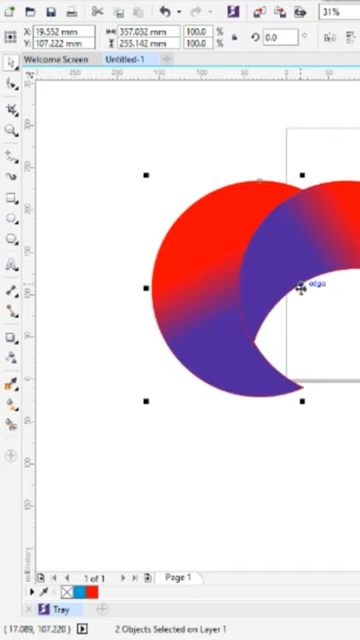 31%
X: 19.552 mm
Y: 107.222 mm
357.032 mm
255.142 mm
100.0 %
100.0 %
0.0 °
Welcome Screen
Untitled-1
edge
millimeters
1 of 1
Page 1
Tray
( 17.089, 107.220 )
2 Objects Selected on Layer 1